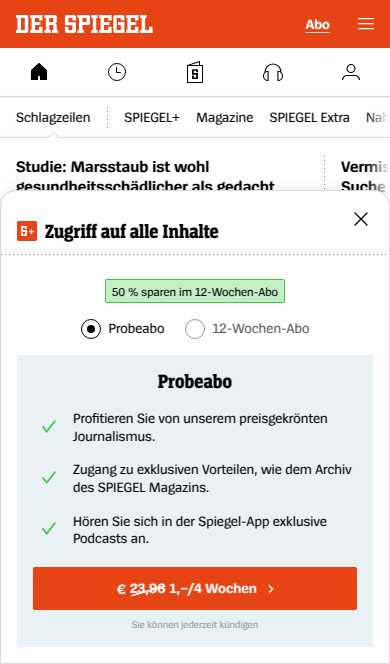 DER SPIEGEL
Abo
Schlagzeilen
SPIEGEL+
Magazine
SPIEGEL Extra
Nah
Studie: Marsstaub ist wohl
gesundheitsschädlicher als gedacht
Vermis
Suche
S+ Zugriff auf alle Inhalte
50 % sparen im 12-Wochen-Abo
Probeabo
12-Wochen-Abo
Probeabo
Profitieren Sie von unserem preisgekrönten
Journalismus.
Zugang zu exklusiven Vorteilen, wie dem Archiv
des SPIEGEL Magazins.
Hören Sie sich in der Spiegel-App exklusive
Podcasts an.
€ 23,96 1,–/4 Wochen
Sie können jederzeit kündigen